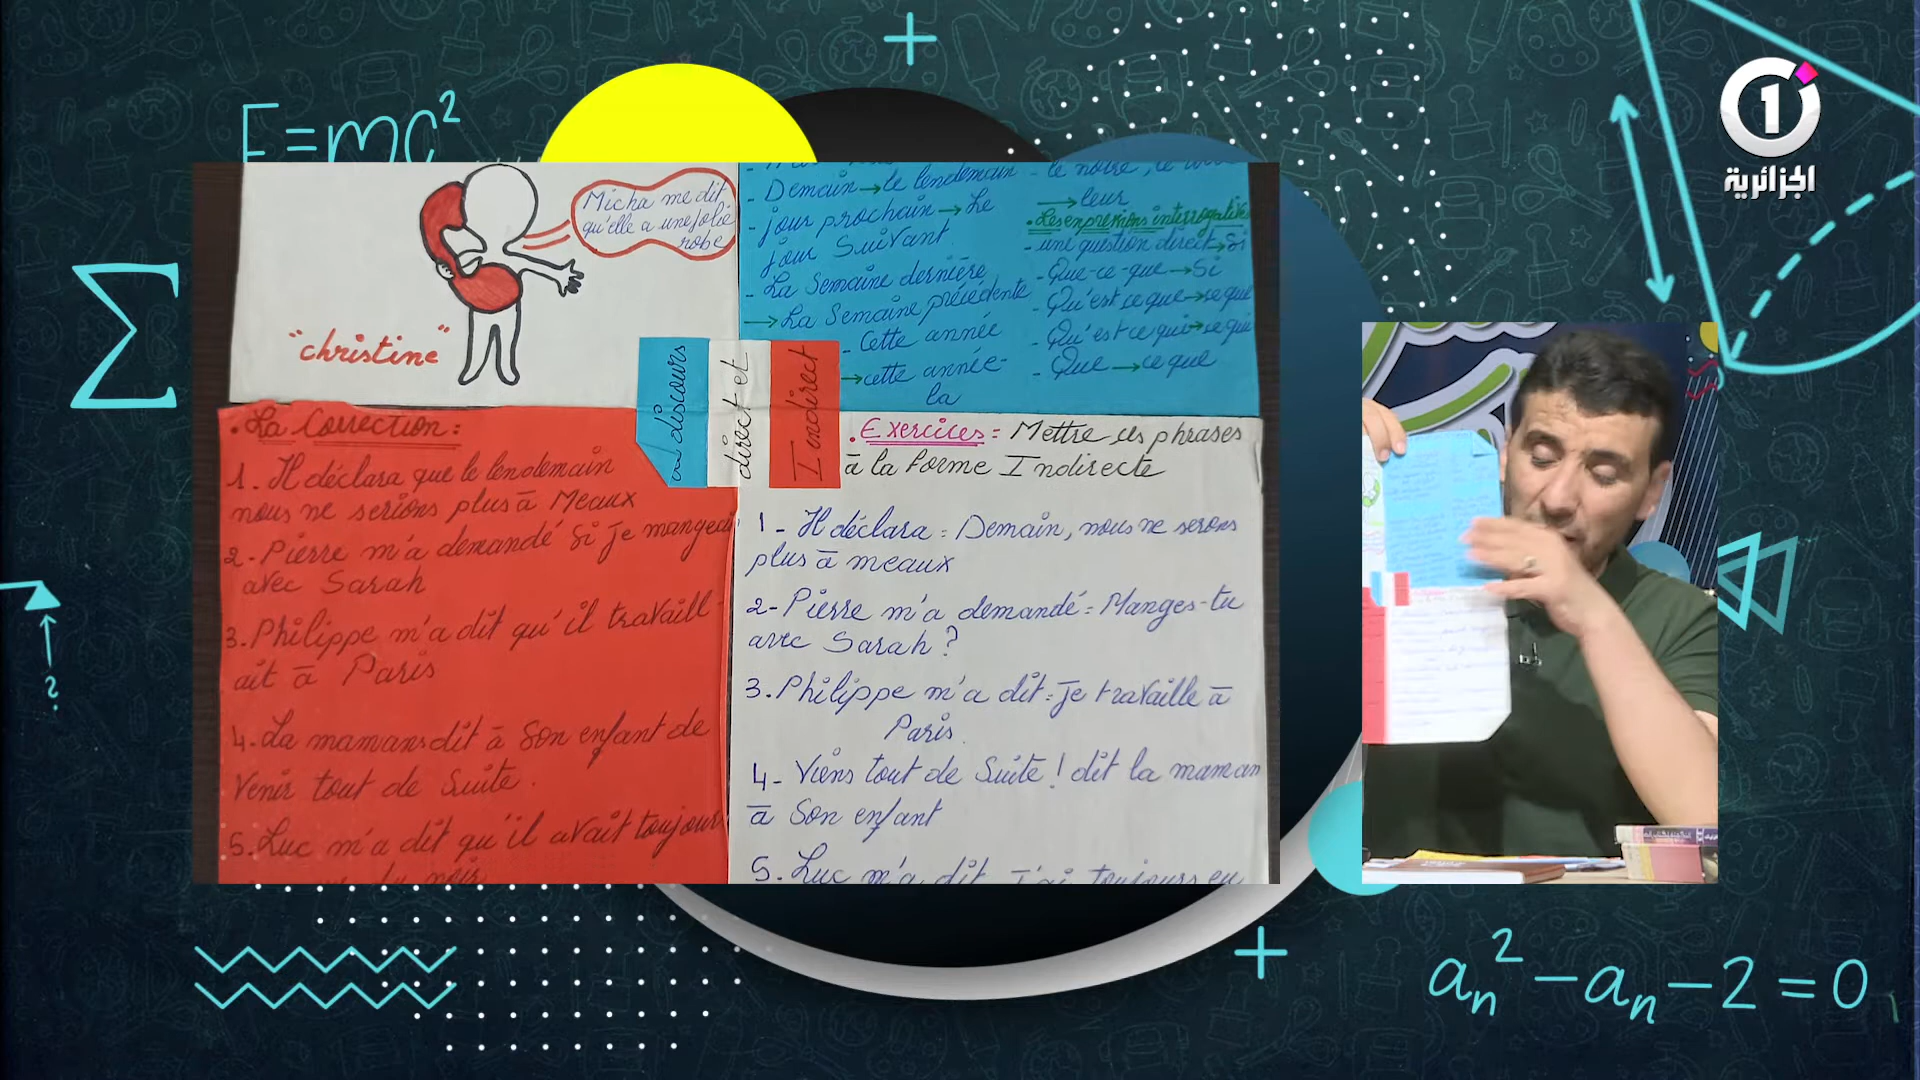 E=mc²
1
الجزائرية
Micha me dit
qu'elle a une jolie
robe
"christine"
- Demain → le lendemain
- jour prochain → Le
jour Suivant.
- La Semaine dernière
→ La Semaine précédente
- Cette année
→ cette année-
la
- le nôtre, le
→ leur
. Les expressions interrogatives
- une question direct → Si
- Que-ce-que → Si
- Qu'est ce que → ce que
- Qu'est ce qui → ce qui
- Que → ce que
discours
direct et
Indirect
. La Correction :
1. Il déclara que le lendemain
nous ne serions plus à Meaux
2. Pierre m'a demandé Si je mangeai
avec Sarah
3. Philippe m'a dit qu'il travaill-
ait à Paris
4. La maman dit à Son enfant de
Venir tout de Suite.
5. Luc m'a dit qu'il avait toujours
du noir
. Exercices : Mettre ces phrases
à la forme Indirecte
1 - Il déclara : Demain, nous ne serons
plus à meaux
2 - Pierre m'a demandé : Manges-tu
avec Sarah ?
3. Philippe m'a dit : je travaille à
Paris
4 - Viens tout de Suite ! dit la maman
à Son enfant
5. Luc m'a dit J'ai toujours eu
Σ
?
aₙ² − aₙ − 2 = 0